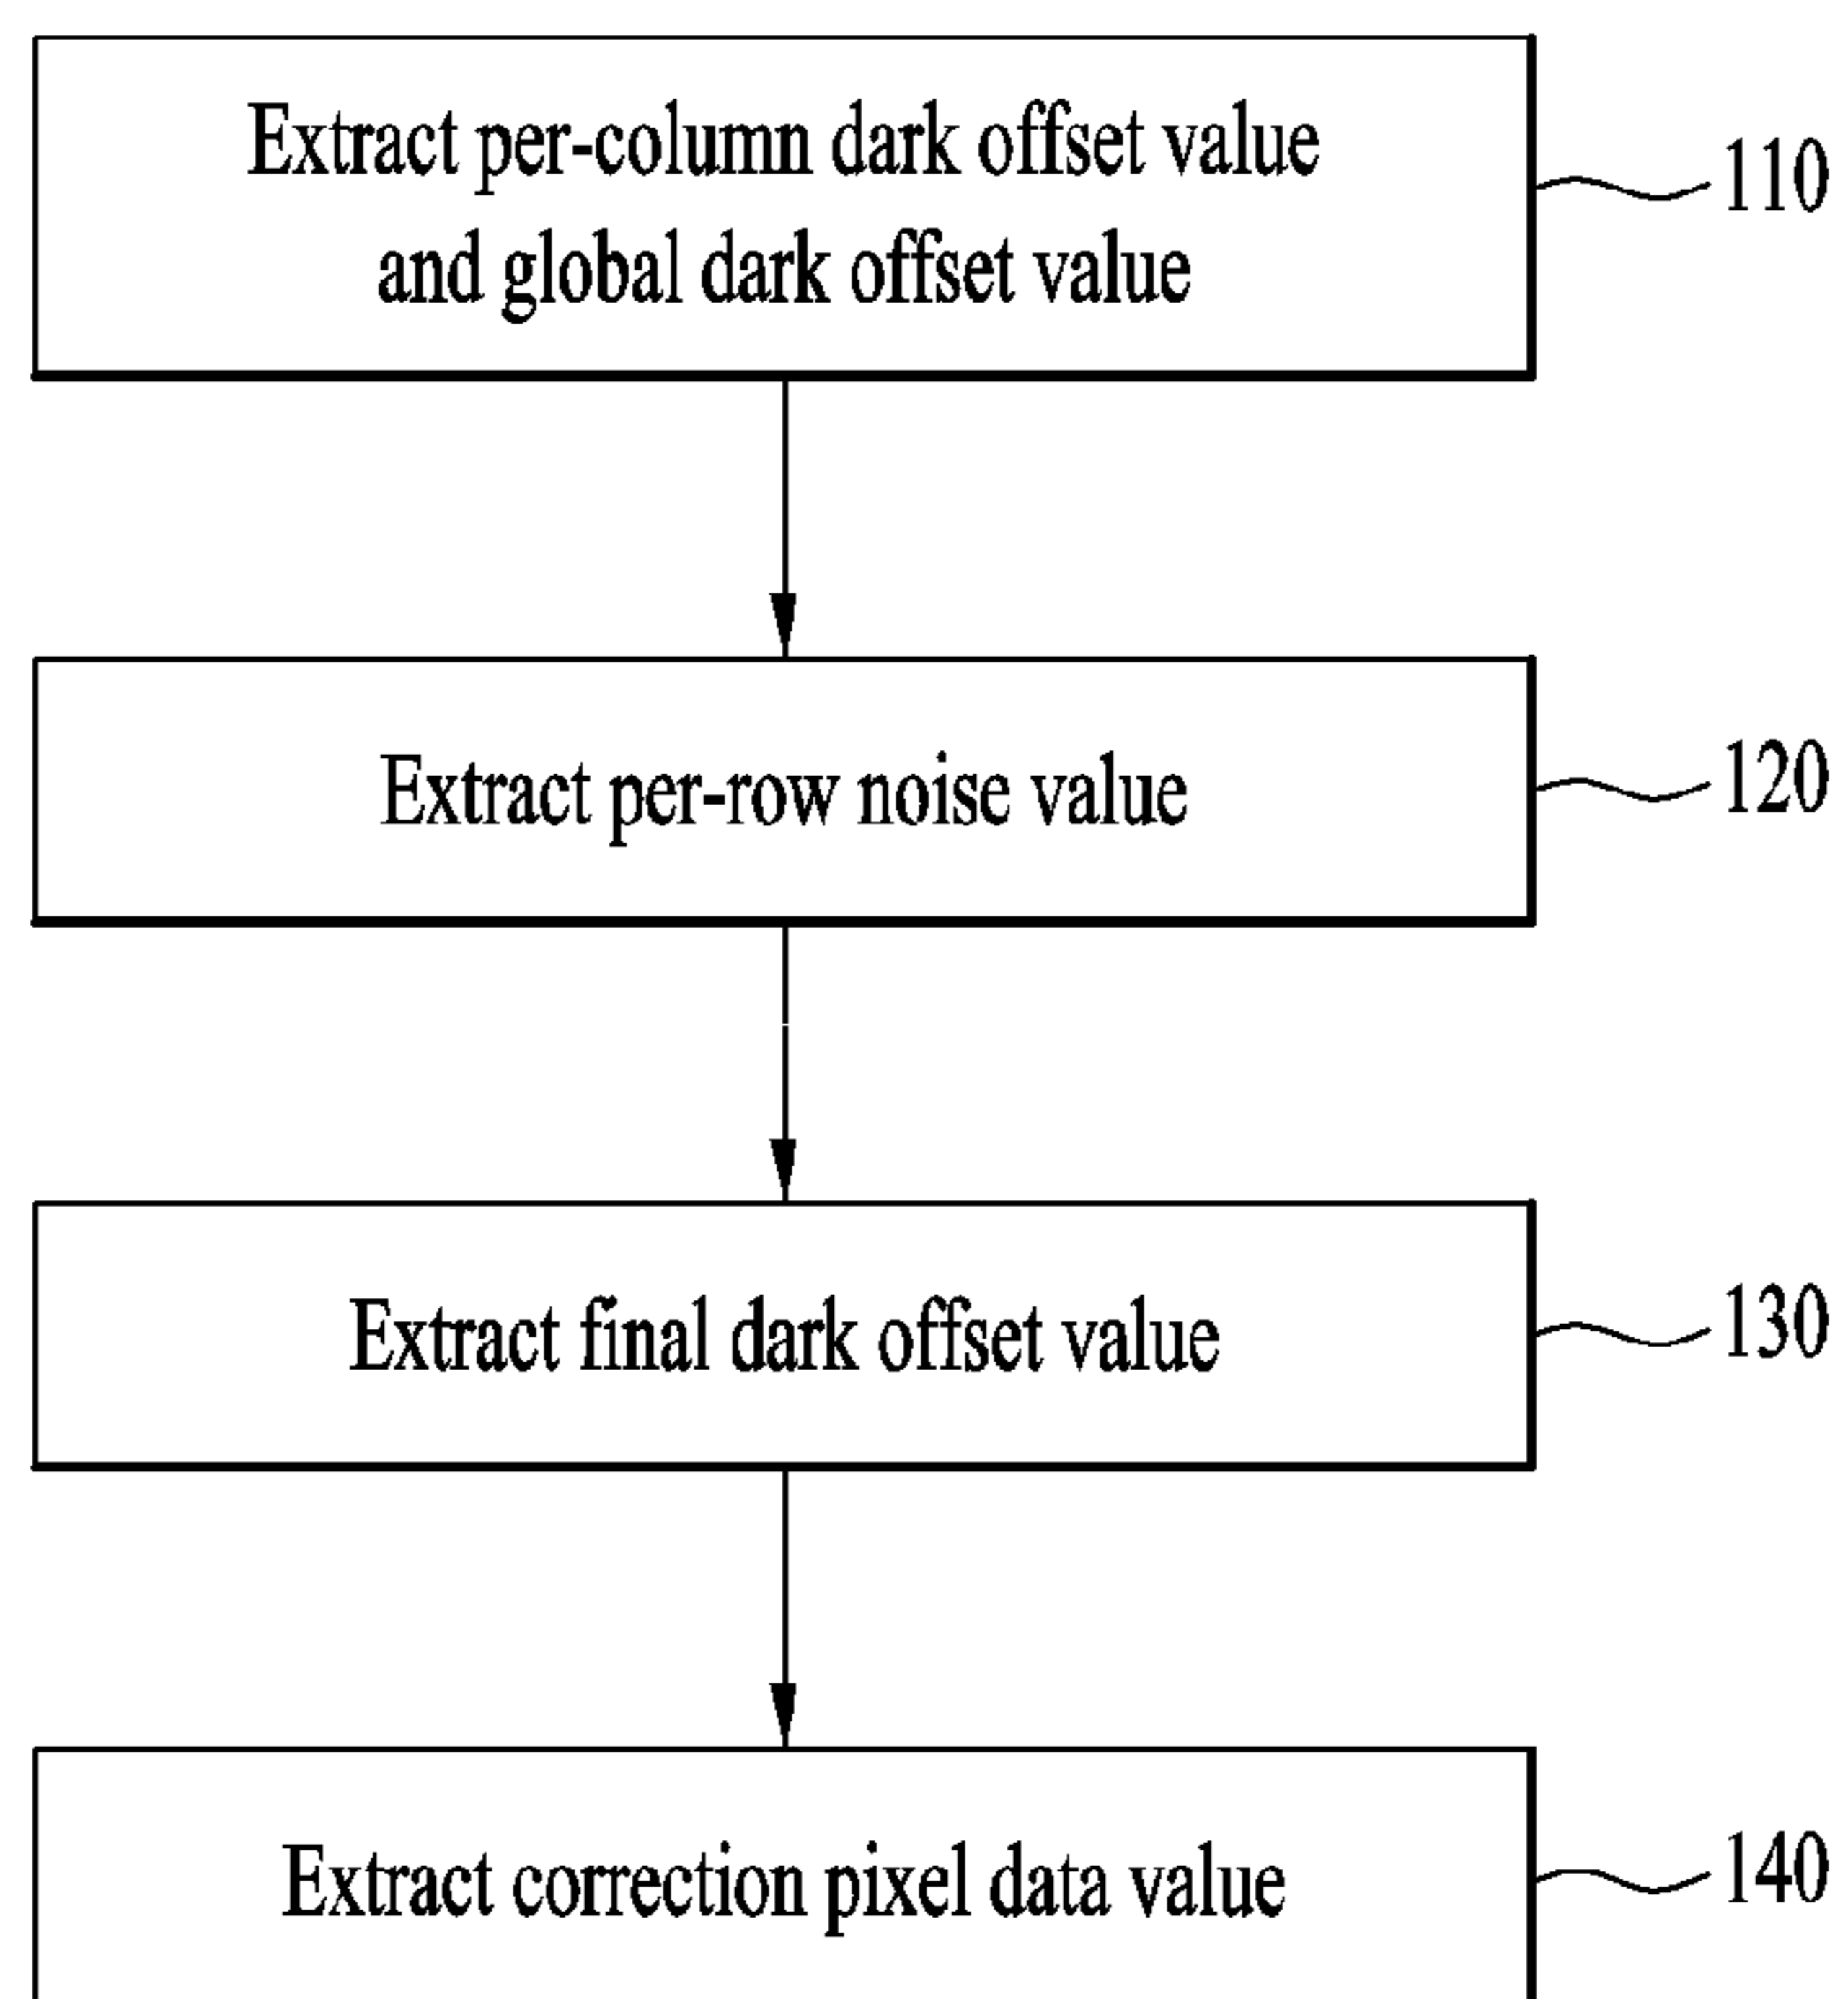 Extract per-column dark offset value
and global dark offset value
110
Extract per-row noise value
120
Extract final dark offset value
130
Extract correction pixel data value
140